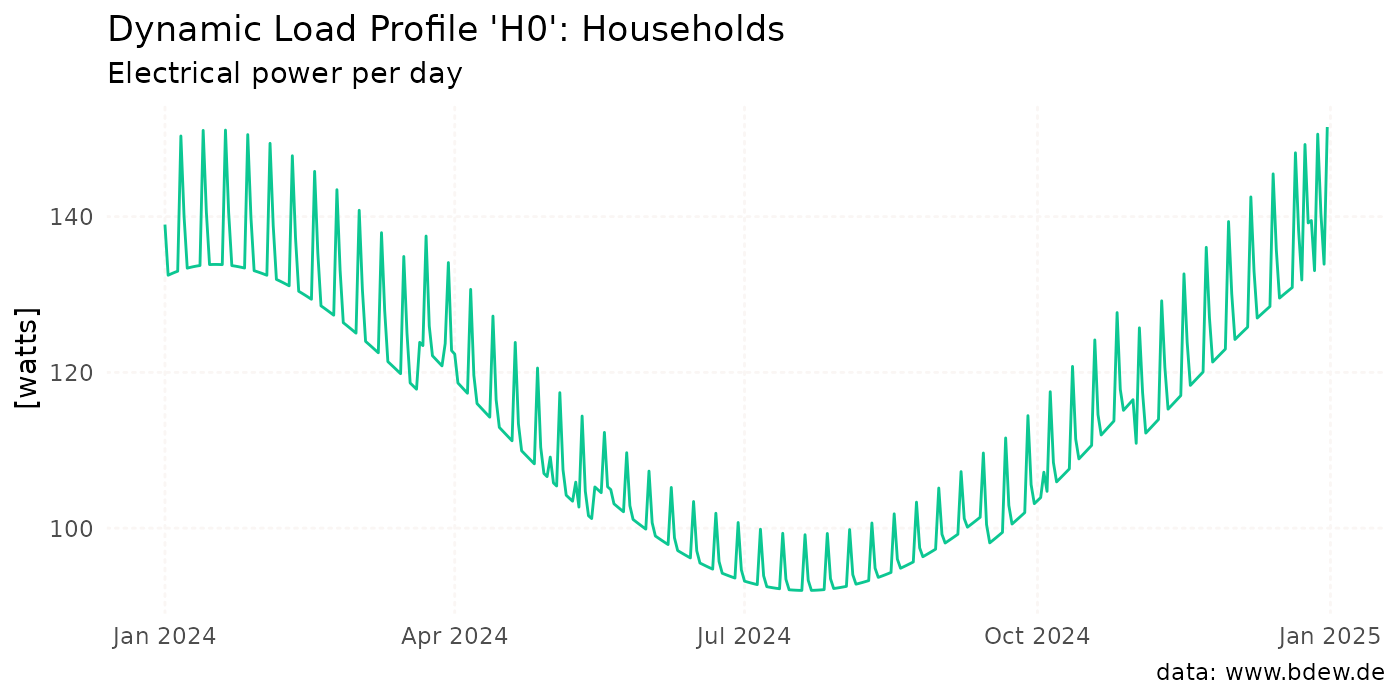 Dynamic Load Profile 'H0': Households
Electrical power per day
[watts]
140
120
100
Jan 2024
Apr 2024
Jul 2024
Oct 2024
Jan 2025
data: www.bdew.de